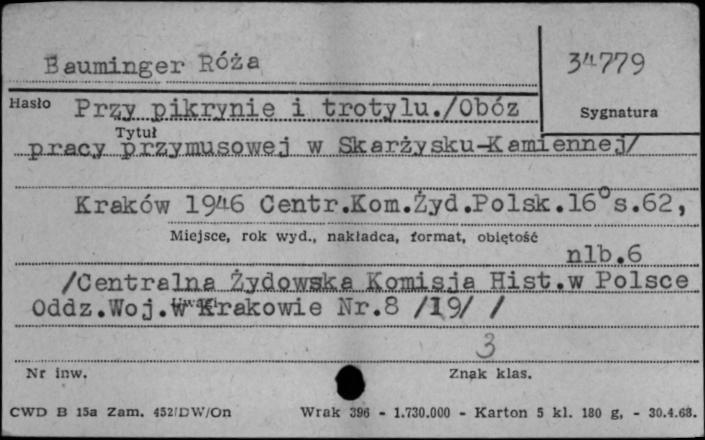 Bauminger Róża
34779
Hasło
Przy pikrynie i trotylu./Obóz
Sygnatura
Tytuł
pracy przymusowej w Skarżysku-Kamiennej/
Kraków 1946 Centr.Kom.Żyd.Polsk.16° s.62,
Miejsce, rok wyd., nakładca, format, objętość
nlb.6
/Centralna Żydowska Komisja Hist.w Polsce
Uwagi
Oddz.Woj.w Krakowie Nr.8 /19/ /
3
Nr inw.
Znak klas.
CWD B 15a Zam. 452/DW/On Wrak 396 - 1.730.000 - Karton 5 kl. 180 g, - 30.4.68.